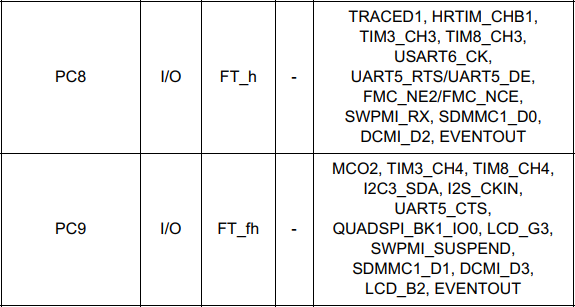 TRACED1, HRTIM_CHB1,
TIM3_CH3, TIM8_CH3,
USART6_CK,
PC8 I/O FT_h - UART5_RTS/UART5_DE,
FMC_NE2/FMC_NCE,
SWPMI_RX, SDMMC1_D0,
DCMI_D2, EVENTOUT
MCO2, TIM3_CH4, TIM8_CH4,
I2C3_SDA, I2S_CKIN,
UART5_CTS,
PC9 I/O FT_fh - QUADSPI_BK1_IO0, LCD_G3,
SWPMI_SUSPEND,
SDMMC1_D1, DCMI_D3,
LCD_B2, EVENTOUT